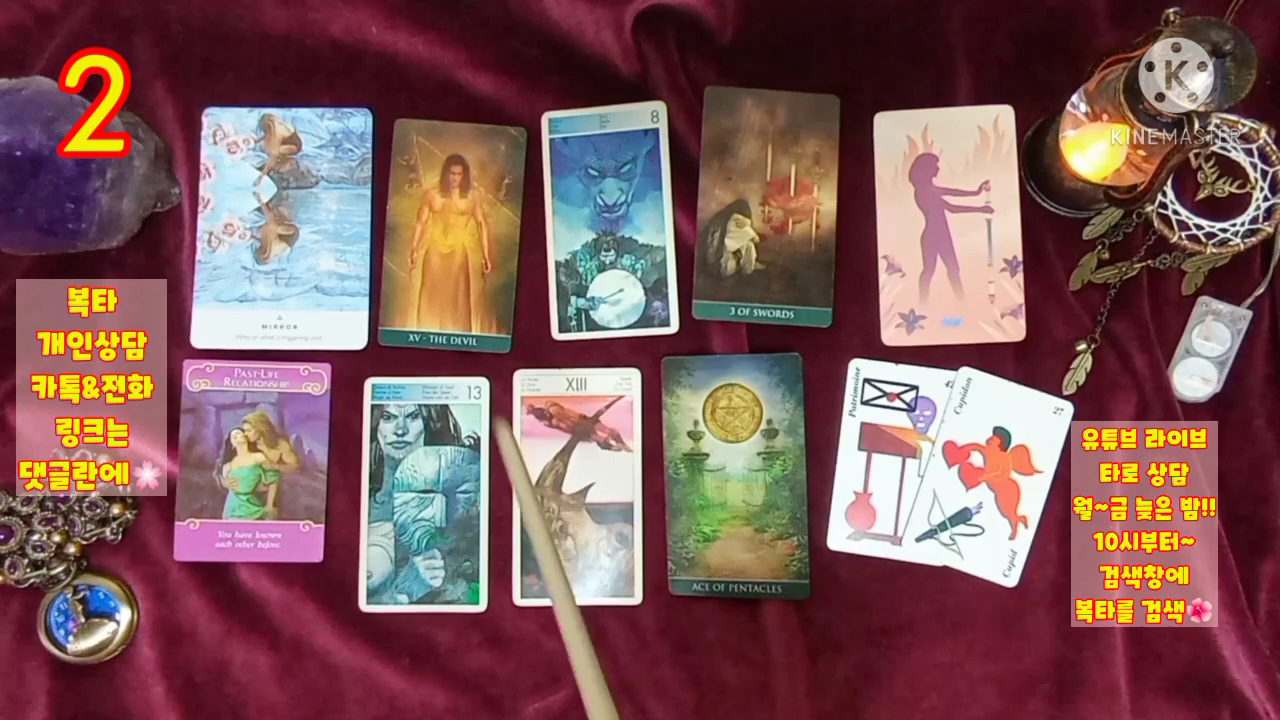 2
복타
개인상담
카톡&전화
링크는
댓글란에🌸
유튜브 라이브
타로 상담
월~금 늦은 밤!!
10시부터~
검색창에
복타를 검색🌺
K
KINEMASTER
MIRROR
XV - THE DEVIL
8
3 OF SWORDS
PAST-LIFE
RELATIONSHIP
You have known
each other before.
13
XIII
ACE OF PENTACLES
Patrimoine
Cupidon
Cupid